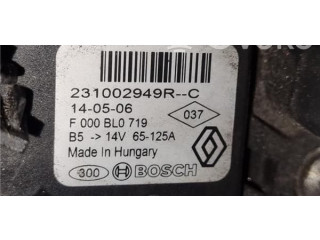 231002949R--C
14-05-06
037
F 000 BL0 719
B5 -> 14V 65-125A
Made in Hungary
300
BOSCH